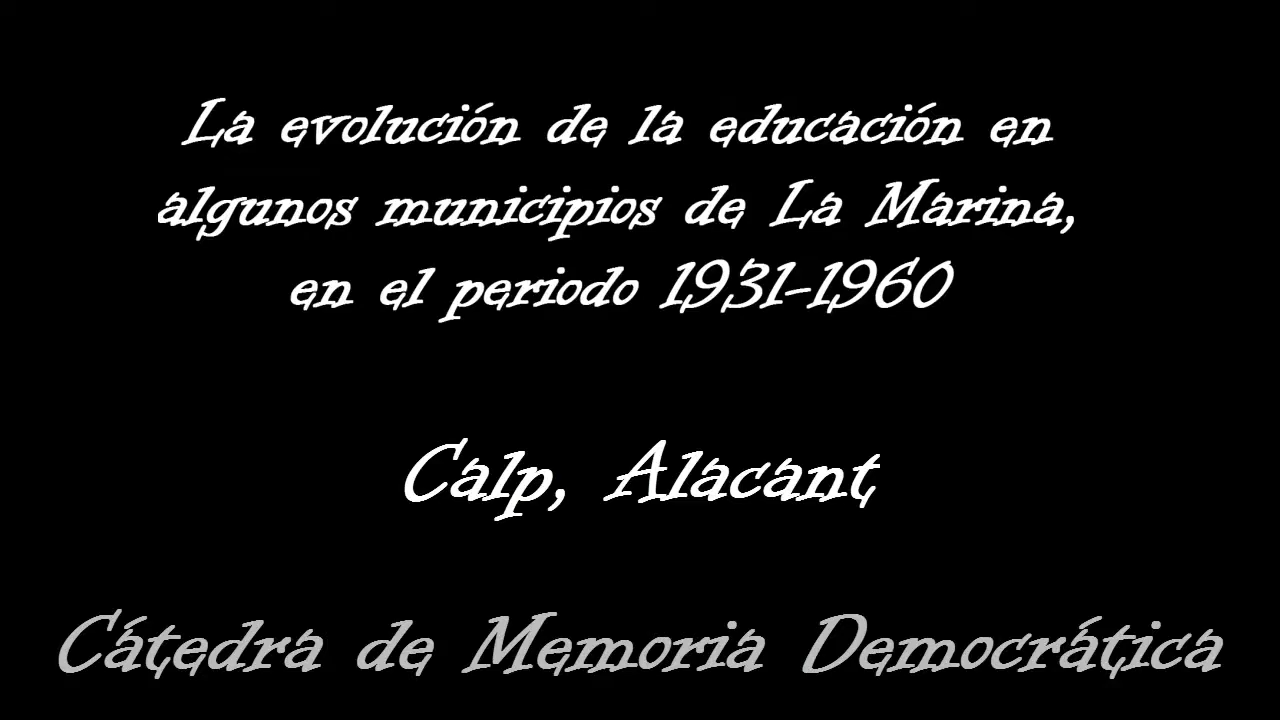 La evolución de la educación en
algunos municipios de La Marina,
en el periodo 1931-1960
Calp, Alacant
Cátedra de Memoria Democrática